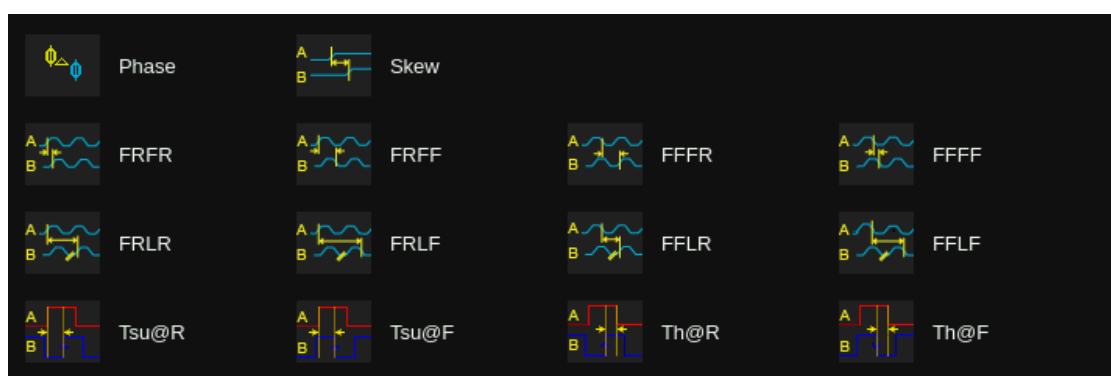 Phase A B Skew
A B FRFR A B FRFF A B FFFR A B FFFF
A B FRLR A B FRLF A B FFLR A B FFLF
A B Tsu@R A B Tsu@F A B Th@R A B Th@F